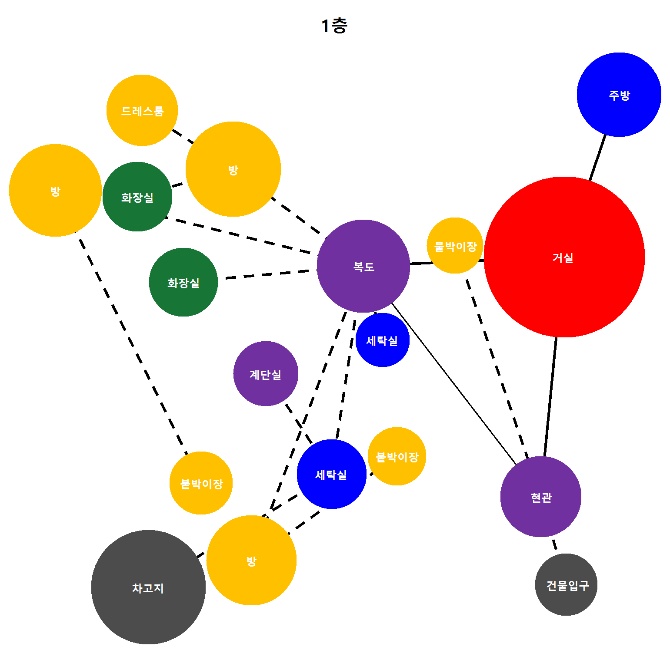 1층
주방
드레스룸
방
방
화장실
붙박이장
거실
복도
화장실
세탁실
계단실
붙박이장
세탁실
붙박이장
현관
방
차고지
건물입구